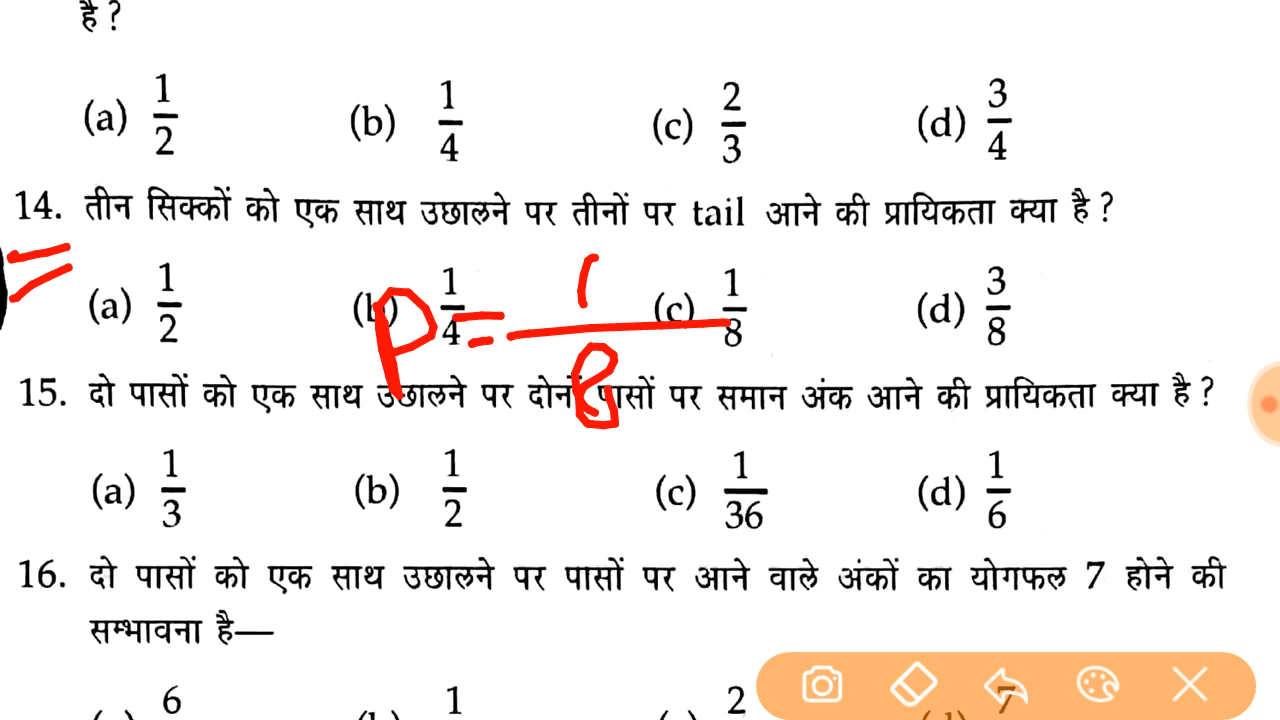 है ?
(a) 1/2 (b) 1/4 (c) 2/3 (d) 3/4
14. तीन सिक्कों को एक साथ उछालने पर तीनों पर tail आने की प्रायिकता क्या है ?
=
(a) 1/2 (b) 1/4 (c) 1/8 (d) 3/8
P = 1/8
15. दो पासों को एक साथ उछालने पर दोनों पासों पर समान अंक आने की प्रायिकता क्या है ?
(a) 1/3 (b) 1/2 (c) 1/36 (d) 1/6
16. दो पासों को एक साथ उछालने पर पासों पर आने वाले अंकों का योगफल 7 होने की
सम्भावना है—
6 1 2 7